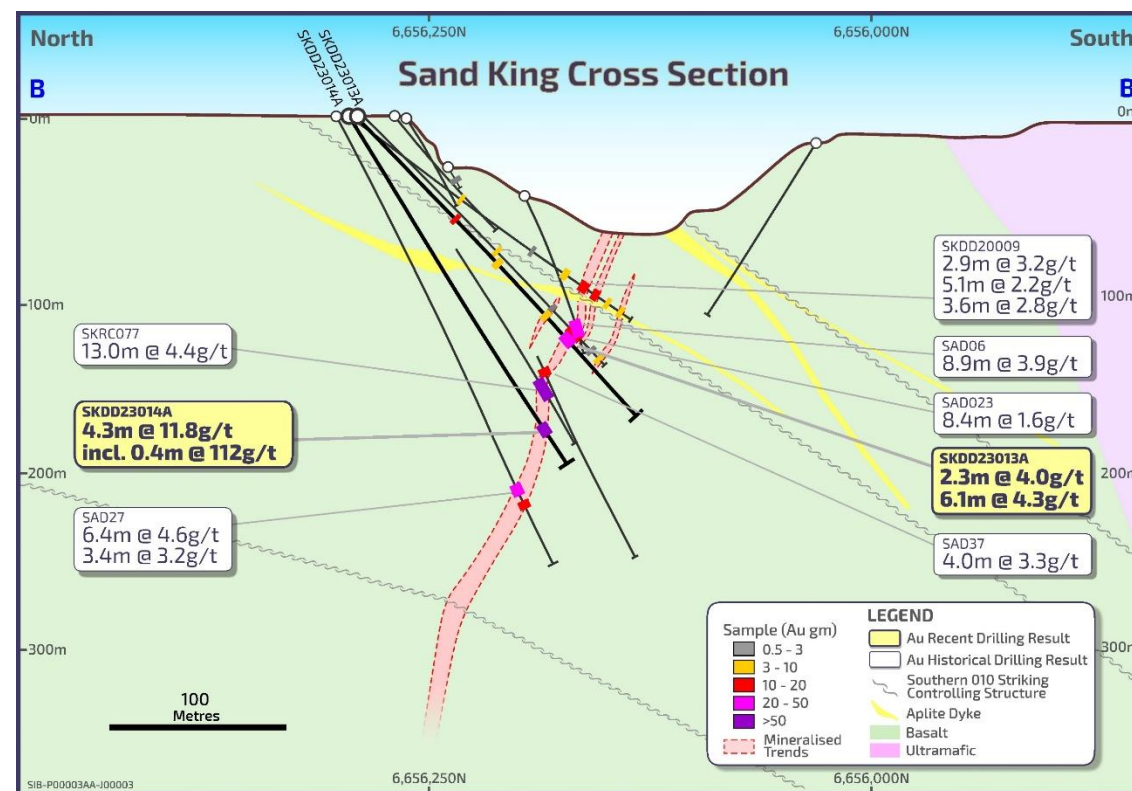 North
6,656,250N
6,656,000N
South
B
B
SKDD23014A
SKDD23013A
Sand King Cross Section
0m
0m
100m
100m
200m
200m
300m
300m
SKRC077
13.0m @ 4.4g/t
SKDD23014A
4.3m @ 11.8g/t
incl. 0.4m @ 112g/t
SAD27
6.4m @ 4.6g/t
3.4m @ 3.2g/t
SKDD20009
2.9m @ 3.2g/t
5.1m @ 2.2g/t
3.6m @ 2.8g/t
SAD06
8.9m @ 3.9g/t
SAD023
8.4m @ 1.6g/t
SKDD23013A
2.3m @ 4.0g/t
6.1m @ 4.3g/t
SAD37
4.0m @ 3.3g/t
100
Metres
Sample (Au gm)
0.5 - 3
3 - 10
10 - 20
20 - 50
>50
Mineralised
Trends
LEGEND
Au Recent Drilling Result
Au Historical Drilling Result
Southern 010 Striking
Controlling Structure
Aplite Dyke
Basalt
Ultramafic
SIB-P00003AA-J00003
6,656,250N
6,656,000N